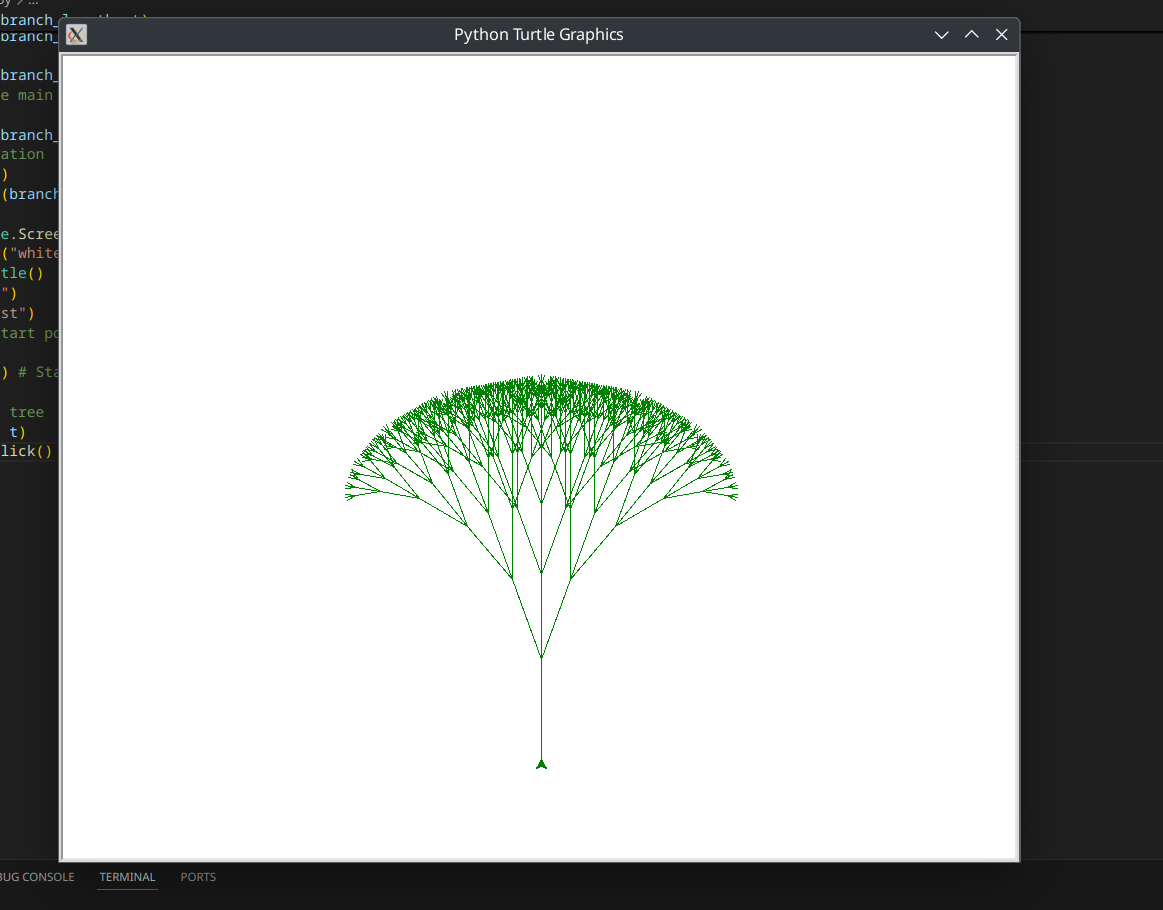 branch_
Python Turtle Graphics
branch_
branch_
e main
branch_
ation
)
(branch
e.Scree
("white
tle()
")
st")
tart po
) # Sta
tree
t)
lick()
BUG CONSOLE TERMINAL PORTS